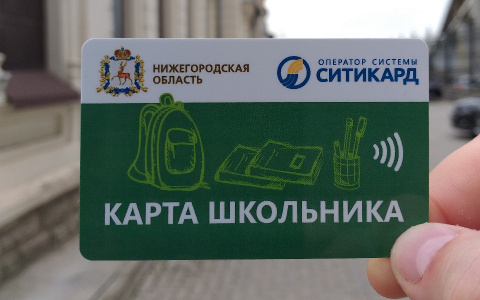 НИЖЕГОРОДСКАЯ
ОБЛАСТЬ
ОПЕРАТОР СИСТЕМЫ
СИТИКАРД
КАРТА ШКОЛЬНИКА